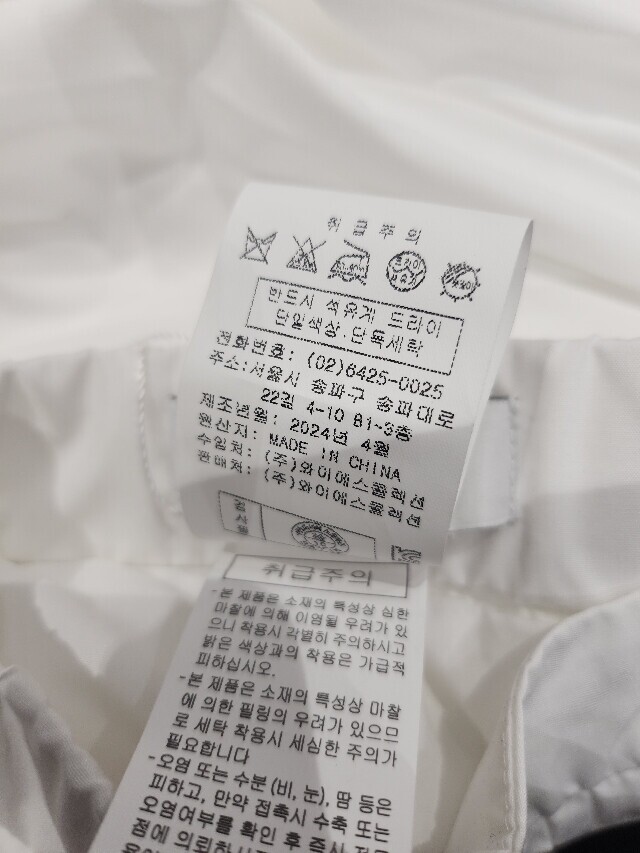 취급주의
반드시 석유계 드라이
단일색상:단독세탁
전화번호: (02)6425-0025
주소:서울시 송파구 송파대로
22길 4-10 B1~3층
제조년월: 2024년 4월
원산지: MADE IN CHINA
수입처: (주)와이에스콜렉션
판매처: (주)와이에스콜렉션
취급주의
-본 제품은 소재의 특성상 심한
마찰에 의해 이염될 우려가 있
으니 착용시 각별히 주의하시고
밝은 색상과의 착용은 가급적
피하십시오.
-본 제품은 소재의 특성상 마찰
에 의한 필링의 우려가 있으므
로 세탁 착용시 세심한 주의가
필요합니다
-오염 또는 수분(비, 눈), 땀 등은
피하고, 만약 접촉시 수축 또는
오염여부를 확인 후 즉시
점에 의뢰하시